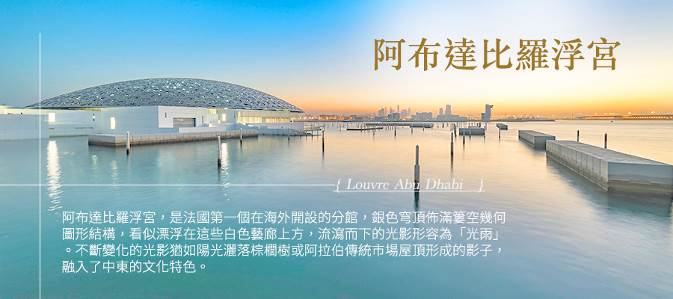 阿布達比羅浮宮
{ Louvre Abu Dhabi }
阿布達比羅浮宮，是法國第一個在海外開設的分館，銀色穹頂佈滿簍空幾何
圖形結構，看似漂浮在這些白色藝廊上方，流瀉而下的光影形容為「光雨」
。不斷變化的光影猶如陽光灑落棕櫚樹或阿拉伯傳統市場屋頂形成的影子，
融入了中東的文化特色。